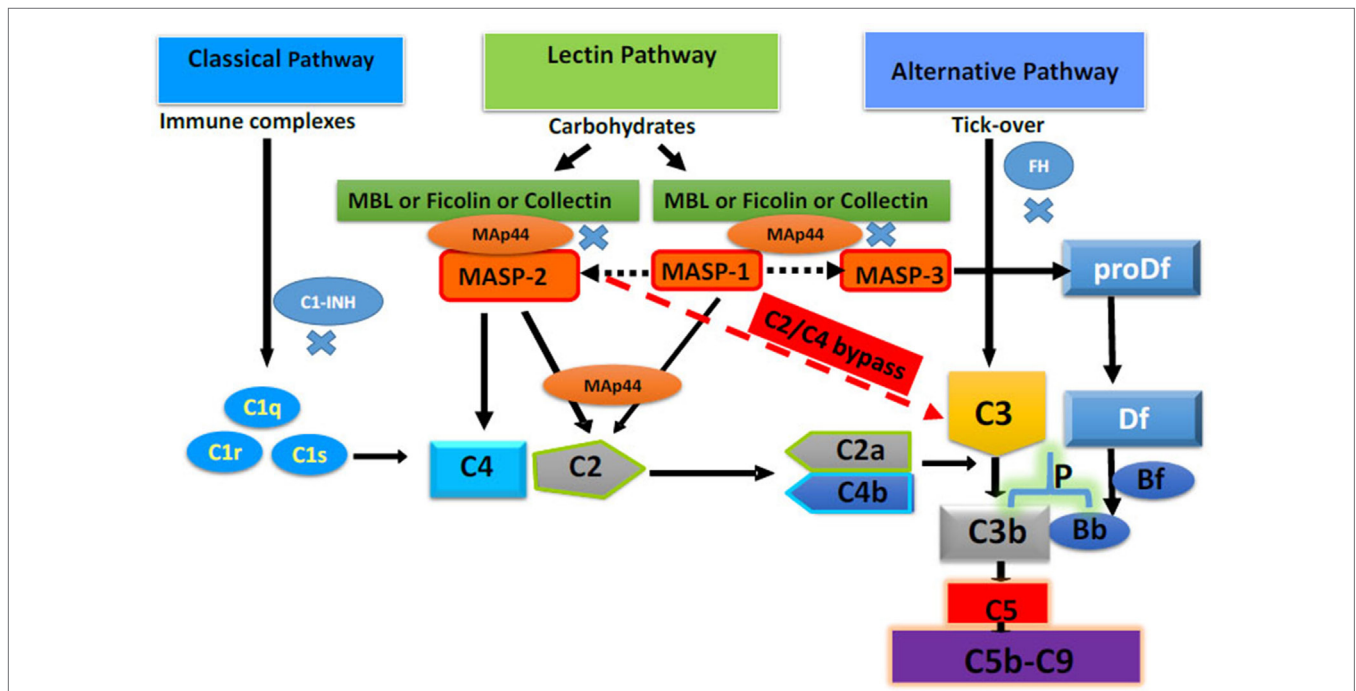 Classical Pathway
Lectin Pathway
Alternative Pathway
Immune complexes
Carbohydrates
Tick-over
FH
MBL or Ficolin or Collectin
MBL or Ficolin or Collectin
MAp44
MAp44
MASP-2
MASP-1
MASP-3
proDf
C1-INH
C2/C4 bypass
MAp44
C3
Df
C1q
C1r
C1s
C4
C2
C2a
C4b
P
Bf
C3b
Bb
C5
C5b-C9